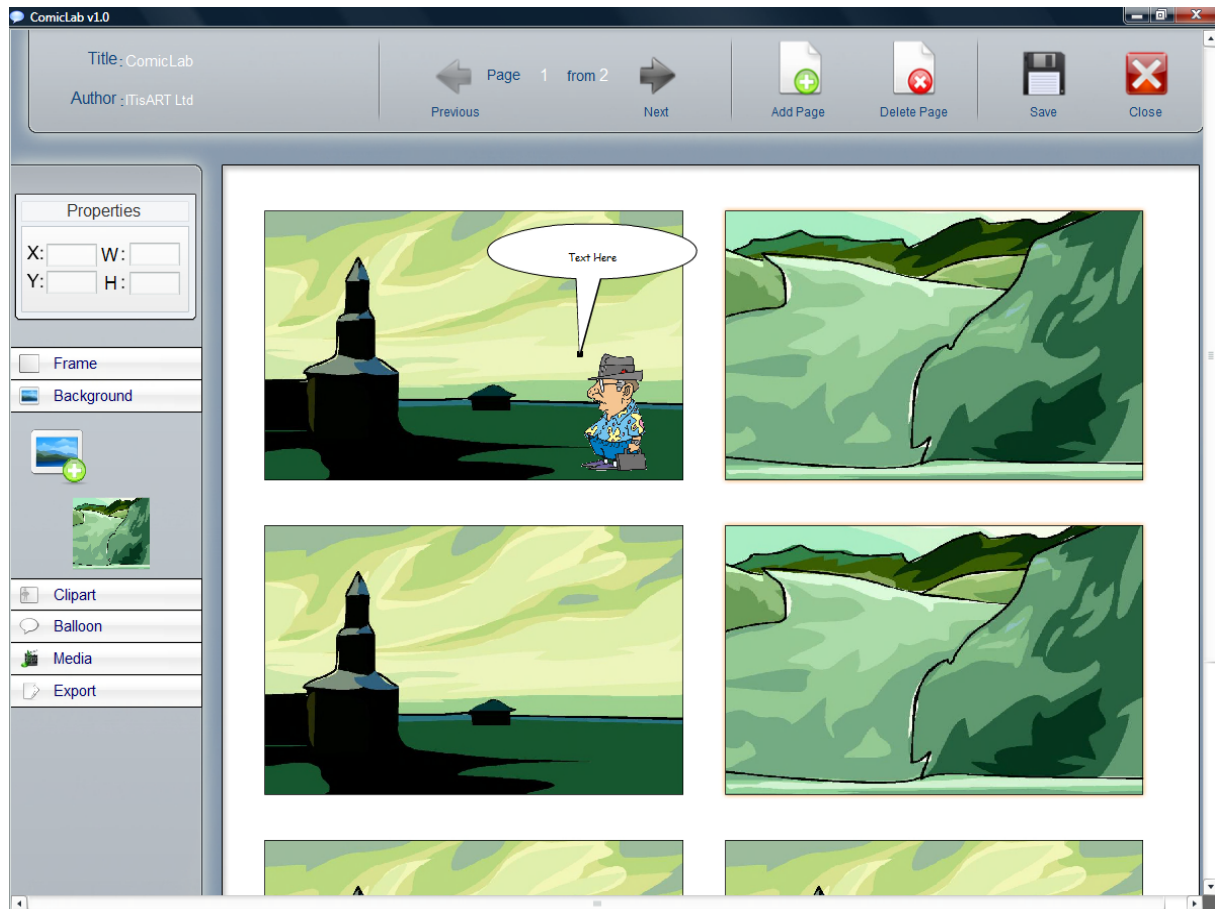 ComicLab v1.0
Title : ComicLab
Author : ITisART Ltd
Page 1 from 2
Previous
Next
Add Page
Delete Page
Save
Close
Properties
X: W:
Y: H:
Frame
Background
Clipart
Balloon
Media
Export
Text Here